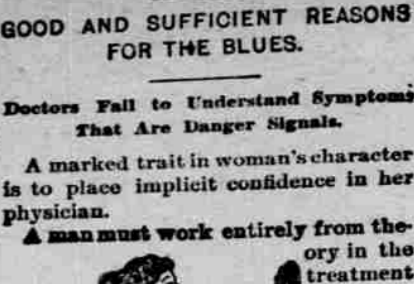 GOOD AND SUFFICIENT REASONS
FOR THE BLUES.
Doctors Fail to Understand Symptoms
That Are Danger Signals.
A marked trait in woman's character
is to place implicit confidence in her
physician.
A man must work entirely from the-
ory in the
treatment